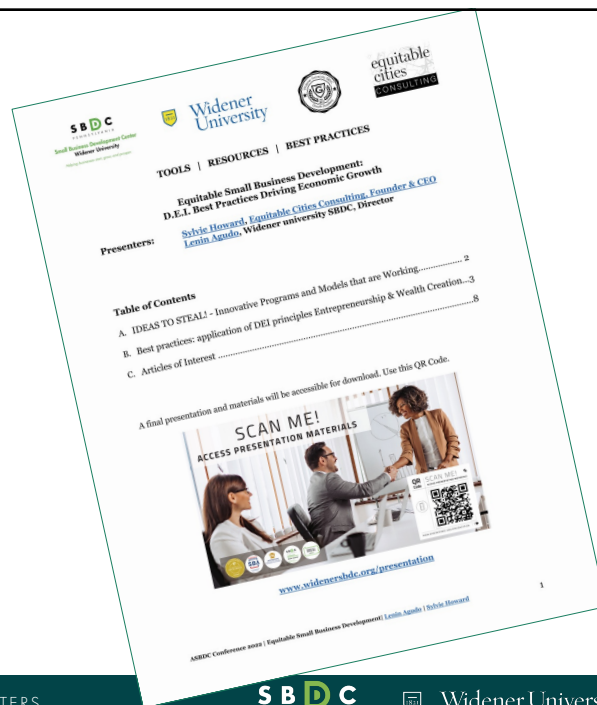 SBDC
PENNSYLVANIA
Small Business Development Center
Widener University
Widener
University
equitable
cities
CONSULTING
TOOLS | RESOURCES | BEST PRACTICES
Equitable Small Business Development:
D.E.I. Best Practices Driving Economic Growth
Presenters: Sylvie Howard, Equitable Cities Consulting, Founder & CEO
Lenin Agudo, Widener university SBDC, Director
Table of Contents
A. IDEAS TO STEAL! - Innovative Programs and Models that are Working................ 2
B. Best practices: application of DEI principles Entrepreneurship & Wealth Creation...3
C. Articles of Interest ....................................................................................8
A final presentation and materials will be accessible for download. Use this QR Code.
SCAN ME!
ACCESS PRESENTATION MATERIALS
QR
SCAN ME!
www.widenersbdc.org/presentation
1
ASBDC Conference 2022 | Equitable Small Business Development| Lenin Agudo | Sylvie Howard
TERS
SBDC
1821
Widener Univers